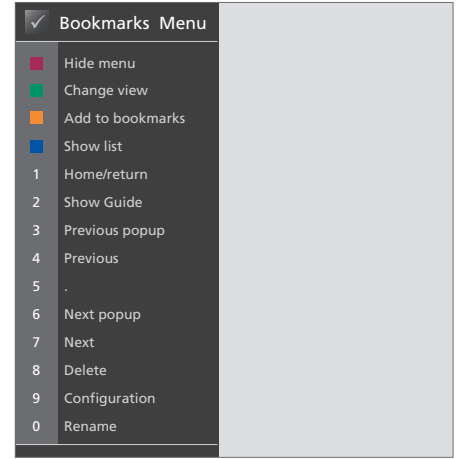 Bookmarks Menu
Hide menu
Change view
Add to bookmarks
Show list
1 Home/return
2 Show Guide
3 Previous popup
4 Previous
5 .
6 Next popup
7 Next
8 Delete
9 Configuration
0 Rename